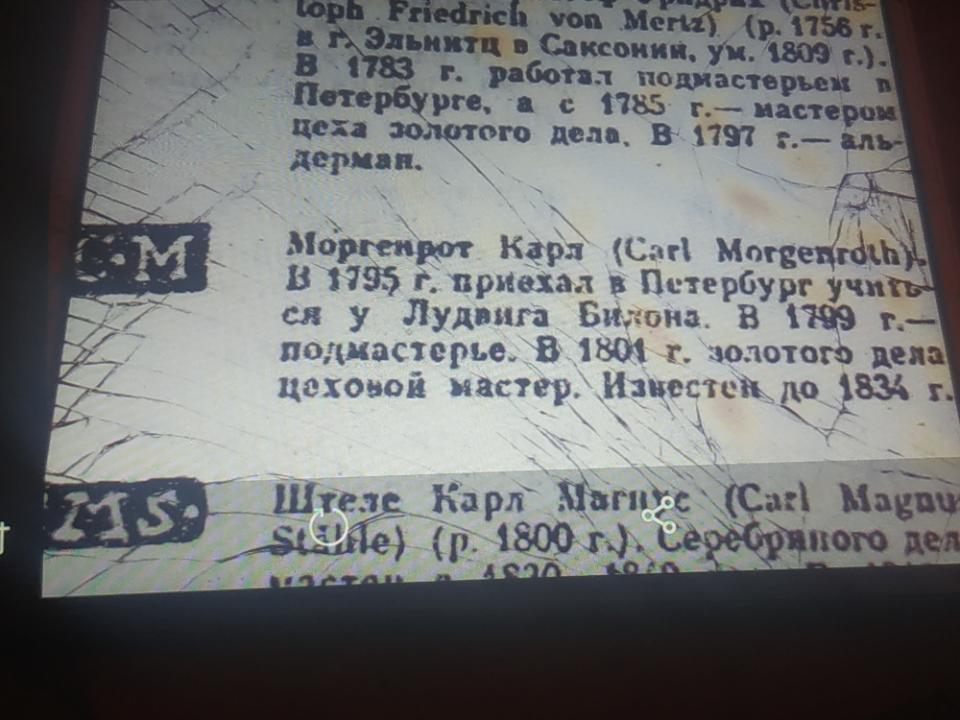 toph Friedrich von Mertz) (р. 1756 г.
в г. Эльнитц в Саксонии, ум. 1809 г.).
В 1783 г. работал подмастерьем в
Петербурге, а с 1785 г.— мастером
цеха золотого дела. В 1797 г.— аль-
дерман.
C·M
Моргенрот Карл (Carl Morgenroth).
В 1795 г. приехал в Петербург учить-
ся у Лудвига Билона. В 1799 г.—
подмастерье. В 1801 г. золотого дела
цеховой мастер. Известен до 1834 г.
MS.
Штеле Карл Магнус (Carl Magnu
Stahle) (р. 1800 г.). Серебряного дел